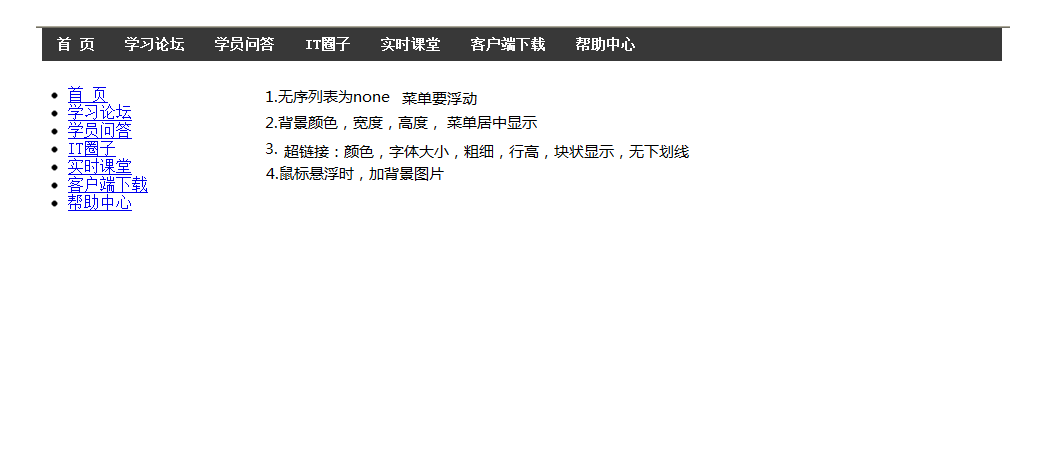 首 页 学习论坛 学员问答 IT圈子 实时课堂 客户端下载 帮助中心
首 页
学习论坛
学员问答
IT圈子
实时课堂
客户端下载
帮助中心
1.无序列表为none 菜单要浮动
2.背景颜色，宽度，高度， 菜单居中显示
3. 超链接：颜色，字体大小，粗细，行高，块状显示，无下划线
4.鼠标悬浮时，加背景图片